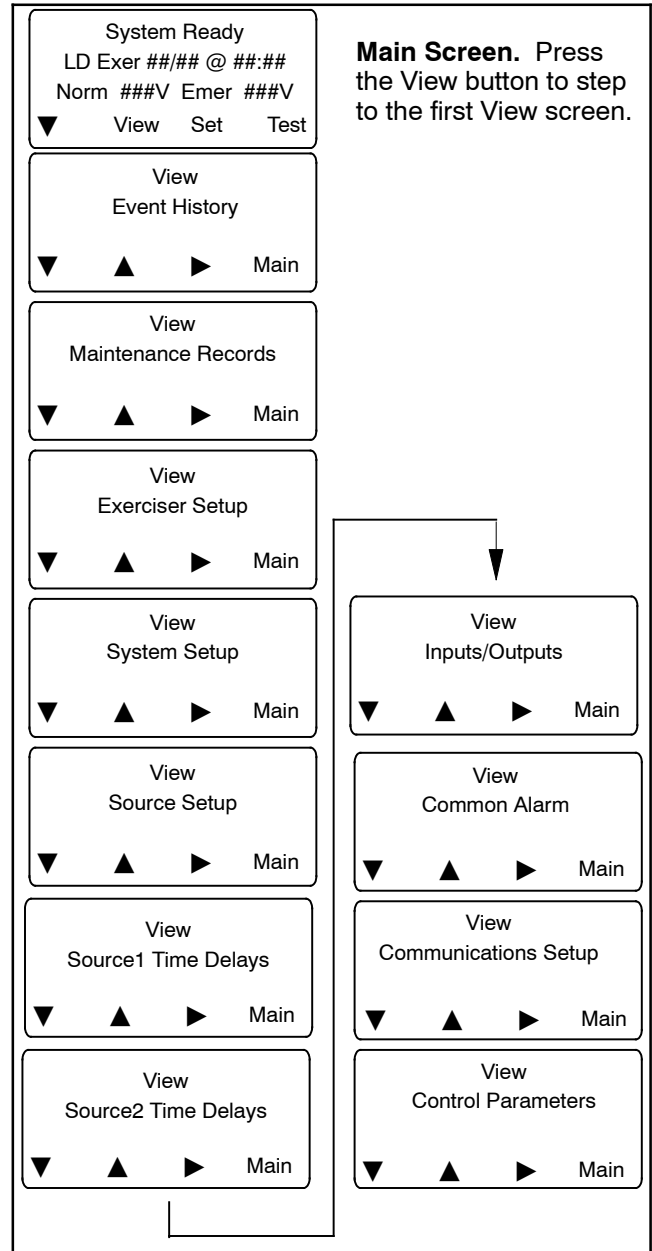 System Ready
LD Exer ##/## @ ##:##
Norm ###V Emer ###V
▼ View Set Test
Main Screen. Press
the View button to step
to the first View screen.
View
Event History
▼ ▲ ► Main
View
Maintenance Records
▼ ▲ ► Main
View
Exerciser Setup
▼ ▲ ► Main
View
System Setup
▼ ▲ ► Main
View
Source Setup
▼ ▲ ► Main
View
Source1 Time Delays
▼ ▲ ► Main
View
Source2 Time Delays
▼ ▲ ► Main
View
Inputs/Outputs
▼ ▲ ► Main
View
Common Alarm
▼ ▲ ► Main
View
Communications Setup
▼ ▲ ► Main
View
Control Parameters
▼ ▲ ► Main